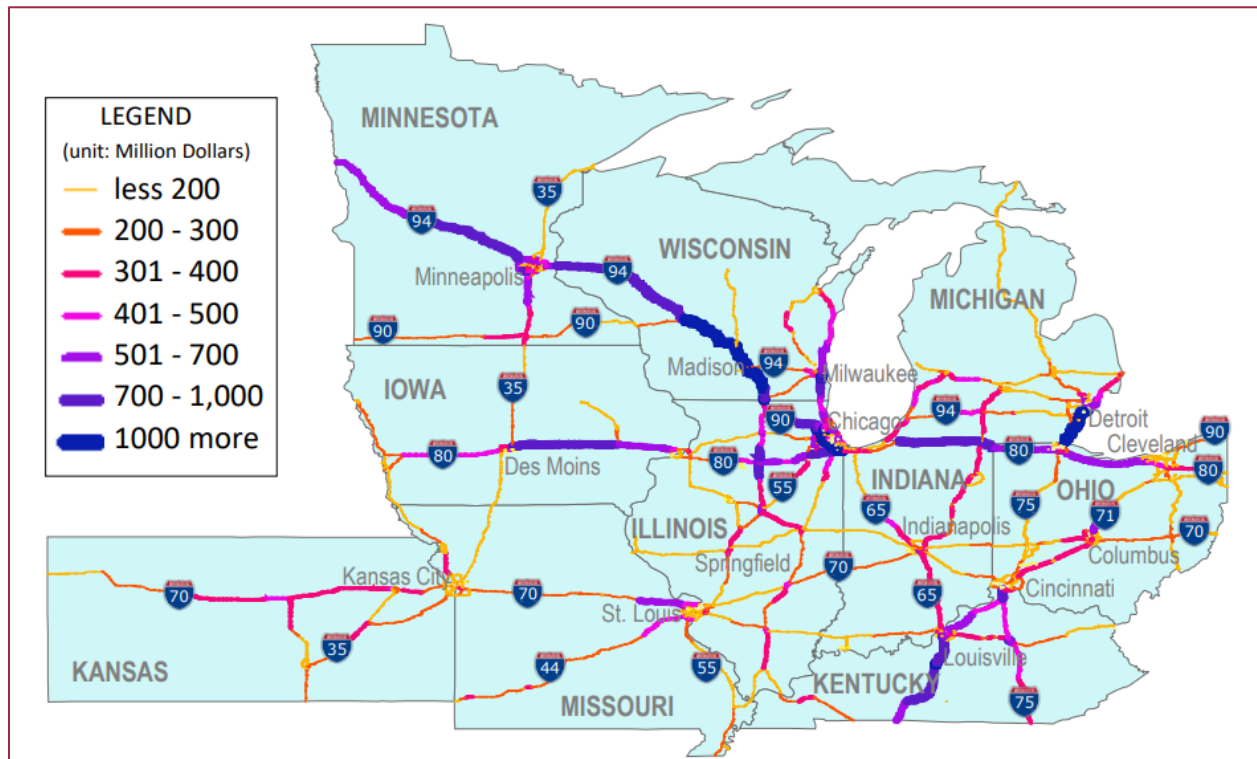 LEGEND
(unit: Million Dollars)
less 200
200 - 300
301 - 400
401 - 500
501 - 700
700 - 1,000
1000 more
MINNESOTA
35
94
Minneapolis
WISCONSIN
94
MICHIGAN
90
90
Madison
94
Milwaukee
IOWA
35
90
Chicago
94
Detroit
Cleveland
90
80
Des Moins
80
55
80
80
INDIANA
OHIO
65
75
71
ILLINOIS
Indianapolis
70
Springfield
Columbus
Kansas City
70
70
70
65
Cincinnati
St. Louis
35
Louisville
KANSAS
44
55
KENTUCKY
MISSOURI
75